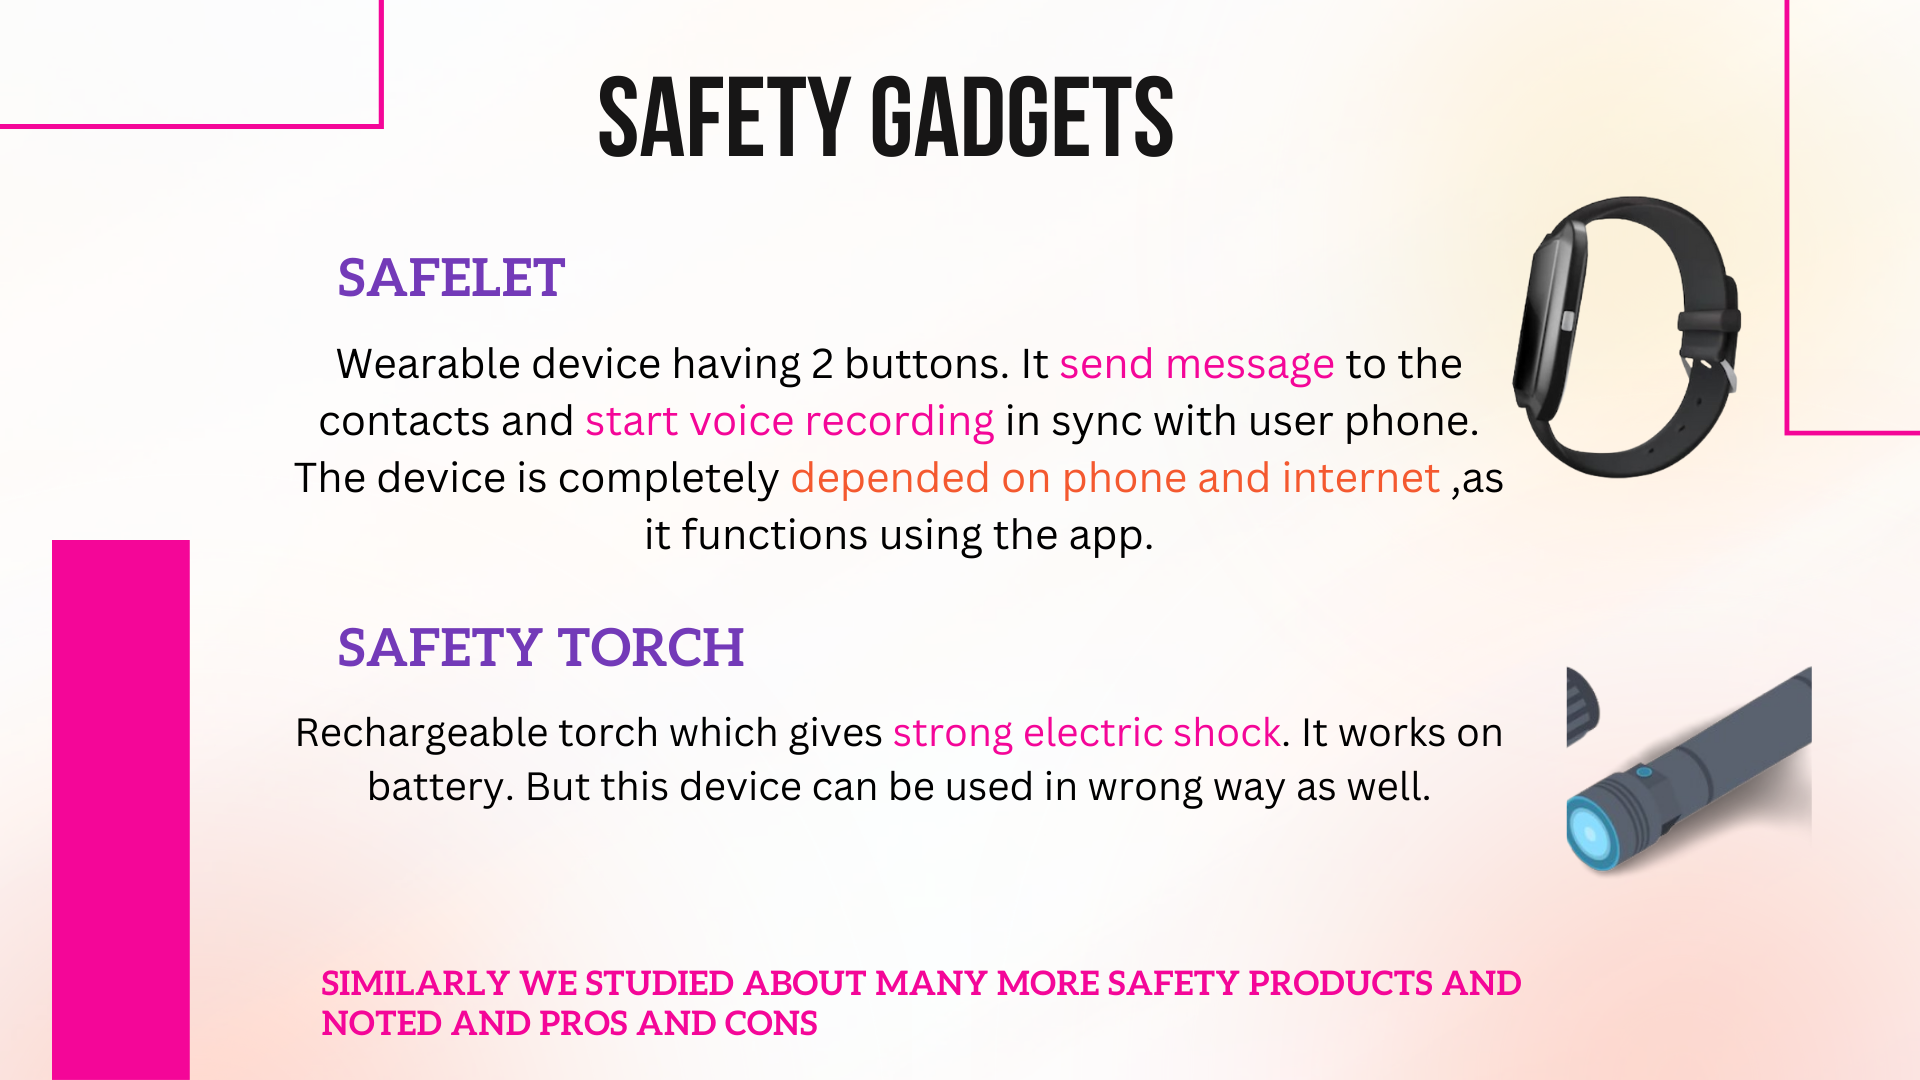 SAFETY GADGETS
SAFELET
Wearable device having 2 buttons. It send message to the
contacts and start voice recording in sync with user phone.
The device is completely depended on phone and internet ,as
it functions using the app.
SAFETY TORCH
Rechargeable torch which gives strong electric shock. It works on
battery. But this device can be used in wrong way as well.
SIMILARLY WE STUDIED ABOUT MANY MORE SAFETY PRODUCTS AND
NOTED AND PROS AND CONS